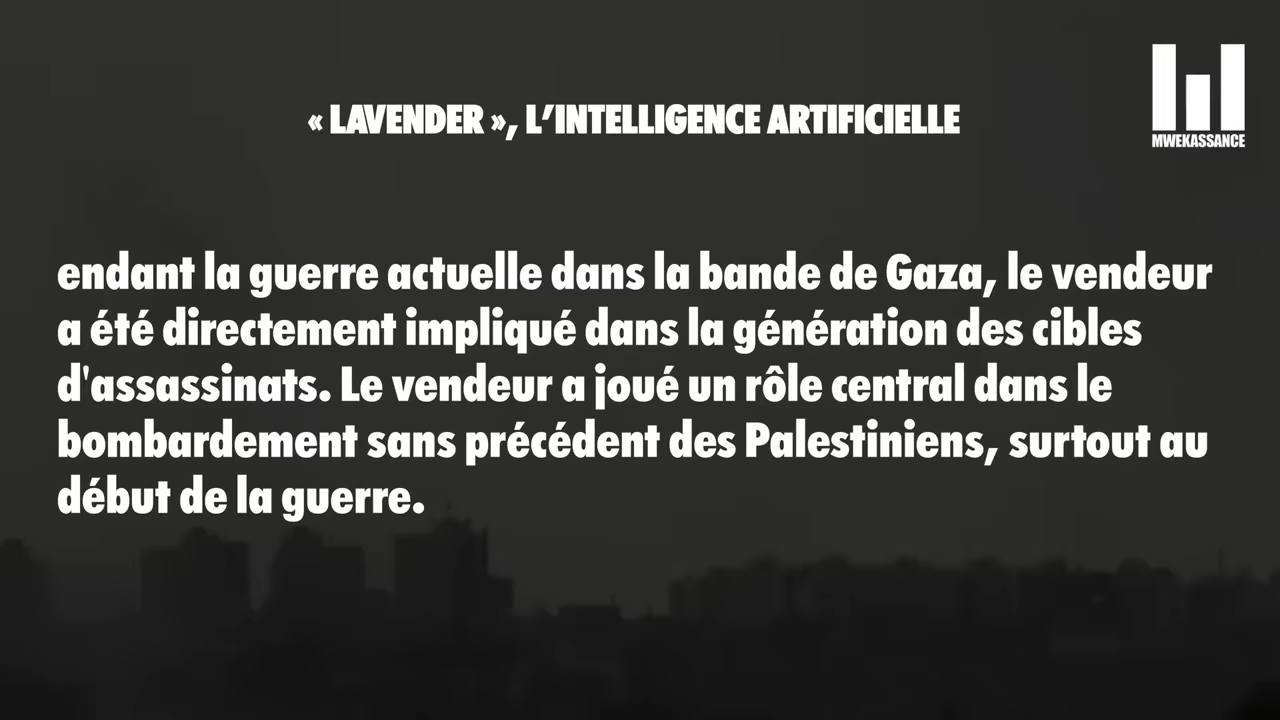 « LAVENDER », L’INTELLIGENCE ARTIFICIELLE
MWEKASSANCE
endant la guerre actuelle dans la bande de Gaza, le vendeur
a été directement impliqué dans la génération des cibles
d'assassinats. Le vendeur a joué un rôle central dans le
bombardement sans précédent des Palestiniens, surtout au
début de la guerre.